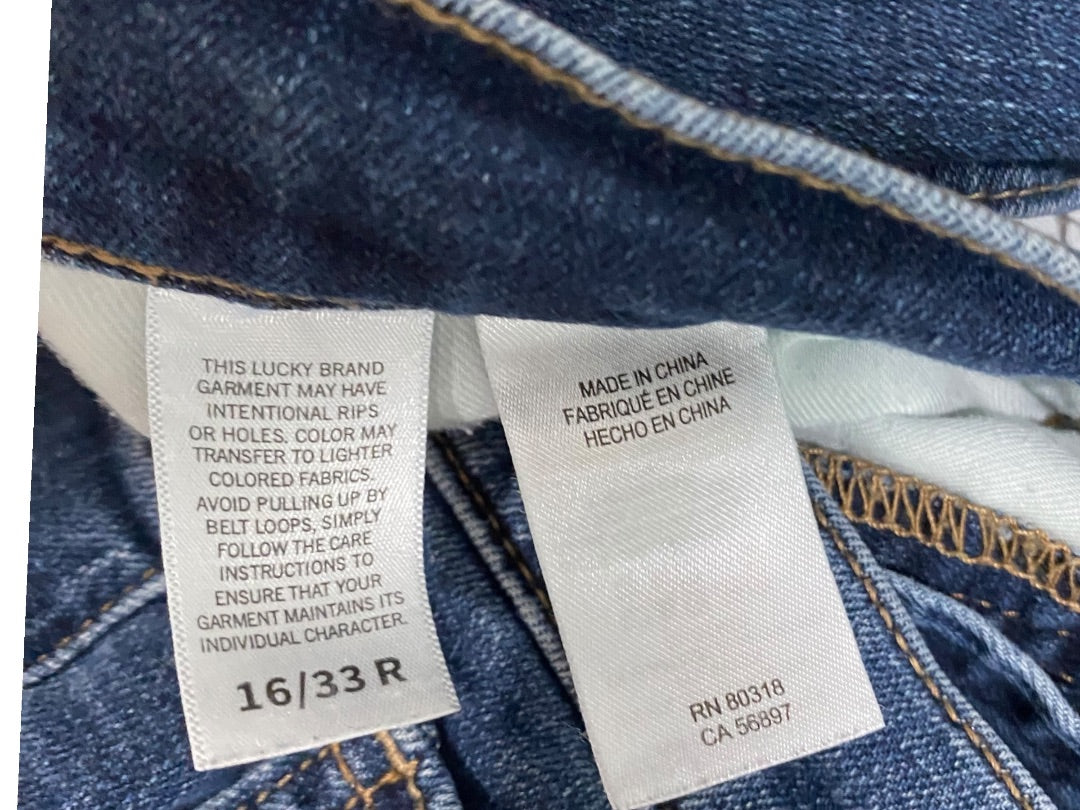 THIS LUCKY BRAND
GARMENT MAY HAVE
INTENTIONAL RIPS
OR HOLES. COLOR MAY
TRANSFER TO LIGHTER
COLORED FABRICS.
AVOID PULLING UP BY
BELT LOOPS, SIMPLY
FOLLOW THE CARE
INSTRUCTIONS TO
ENSURE THAT YOUR
GARMENT MAINTAINS ITS
INDIVIDUAL CHARACTER.
16/33 R
MADE IN CHINA
FABRIQUÉ EN CHINE
HECHO EN CHINA
RN 80318
CA 56897